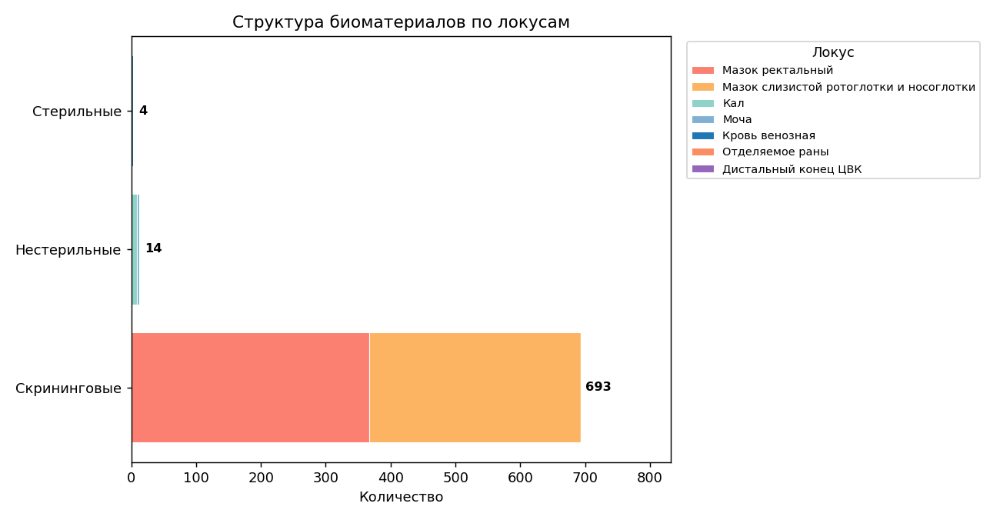 Структура биоматериалов по локусам
Стерильные
4
Нестерильные
14
Скрининговые
693
0 100 200 300 400 500 600 700 800
Количество
Локус
Мазок ректальный
Мазок слизистой ротоглотки и носоглотки
Кал
Моча
Кровь венозная
Отделяемое раны
Дистальный конец ЦВК